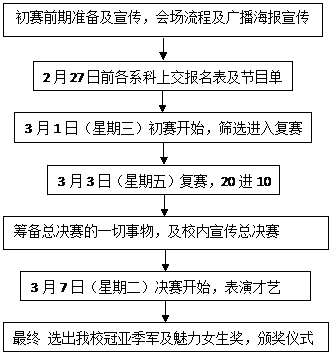 初赛前期准备及宣传，会场流程及广播海报宣传
2月27日前各系科上交报名表及节目单
3月1日（星期三）初赛开始，筛选进入复赛
3月3日（星期五）复赛，20进10
筹备总决赛的一切事物，及校内宣传总决赛
3月7日（星期二）决赛开始，表演才艺
最终 选出我校冠亚季军及魅力女生奖，颁奖仪式